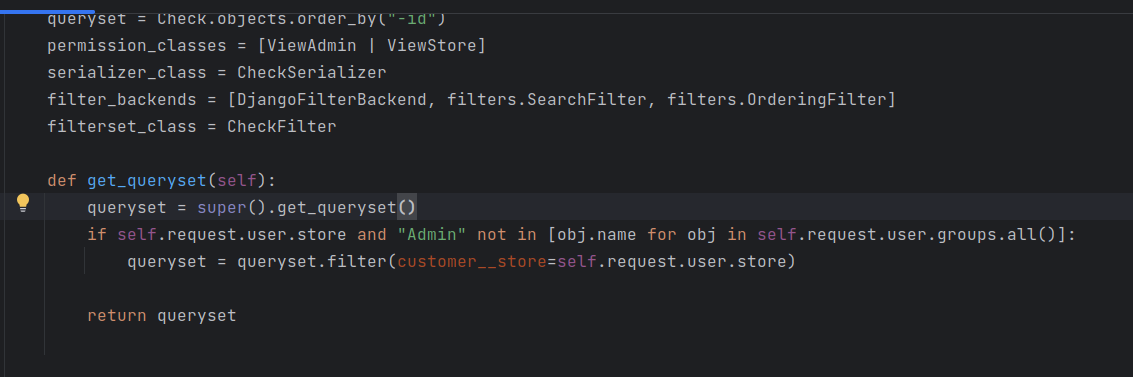 queryset = Check.objects.order_by("-id")
permission_classes = [ViewAdmin | ViewStore]
serializer_class = CheckSerializer
filter_backends = [DjangoFilterBackend, filters.SearchFilter, filters.OrderingFilter]
filterset_class = CheckFilter
def get_queryset(self):
queryset = super().get_queryset()
if self.request.user.store and "Admin" not in [obj.name for obj in self.request.user.groups.all()]:
queryset = queryset.filter(customer__store=self.request.user.store)
return queryset